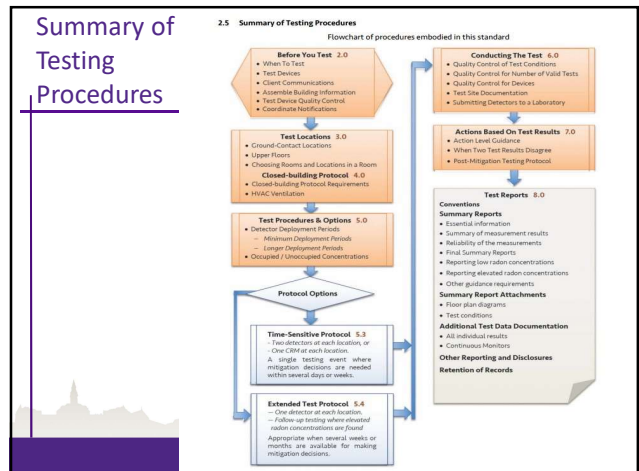 Summary of
Testing
Procedures
2.5 Summary of Testing Procedures
Flowchart of procedures embodied in this standard
Before You Test 2.0
• When To Test
• Test Devices
• Client Communications
• Assemble Building Information
• Test Device Quality Control
• Coordinate Notifications
Test Locations 3.0
• Ground-Contact Locations
• Upper Floors
• Choosing Rooms and Locations in a Room
Closed-building Protocol 4.0
• Closed-building Protocol Requirements
• HVAC Ventilation
Test Procedures & Options 5.0
• Detector Deployment Periods
– Minimum Deployment Periods
– Longer Deployment Periods
• Occupied / Unoccupied Concentrations
Protocol Options
Time-Sensitive Protocol 5.3
- Two detectors at each location, or
- One CRM at each location.
A single testing event where
mitigation decisions are needed
within several days or weeks.
Extended Test Protocol 5.4
— One detector at each location.
— Follow-up testing where elevated
radon concentrations are found
Appropriate when several weeks or
months are available for making
mitigation decisions.
Conducting The Test 6.0
• Quality Control of Test Conditions
• Quality Control for Number of Valid Tests
• Quality Control for Devices
• Test Site Documentation
• Submitting Detectors to a Laboratory
Actions Based On Test Results 7.0
• Action Level Guidance
• When Two Test Results Disagree
• Post-Mitigation Testing Protocol
Test Reports 8.0
Conventions
Summary Reports
• Essential information
• Summary of measurement results
• Reliability of the measurements
• Final Summary Reports
• Reporting low radon concentrations
• Reporting elevated radon concentrations
• Other guidance requirements
Summary Report Attachments
• Floor plan diagrams
• Test conditions
Additional Test Data Documentation
• All individual results
• Continuous Monitors
Other Reporting and Disclosures
Retention of Records